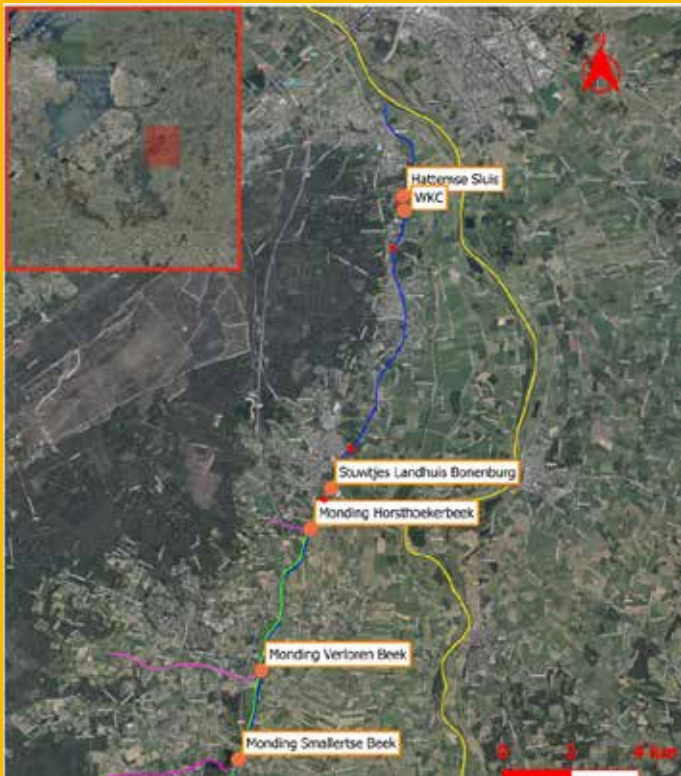 Hattemse Sluis
WKC
Stuwtjes Landhuis Bonenburg
Monding Horsthoekerbeek
Monding Verloren Beek
Monding Smallertse Beek
0 2 4 km